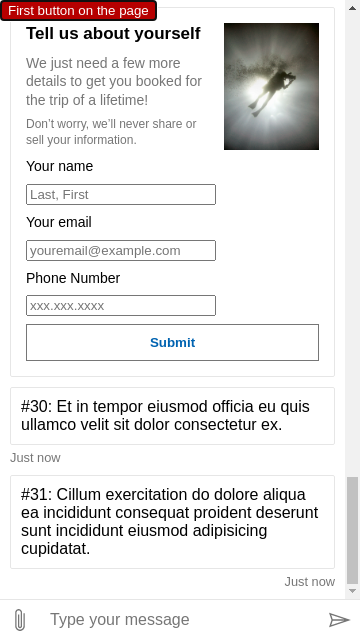 First button on the page
Tell us about yourself
We just need a few more
details to get you booked for
the trip of a lifetime!
Don’t worry, we’ll never share or
sell your information.
Your name
Last, First
Your email
youremail@example.com
Phone Number
xxx.xxx.xxxx
Submit
#30: Et in tempor eiusmod officia eu quis
ullamco velit sit dolor consectetur ex.
Just now
#31: Cillum exercitation do dolore aliqua
ea incididunt consequat proident deserunt
sunt incididunt eiusmod adipisicing
cupidatat.
Just now
Type your message